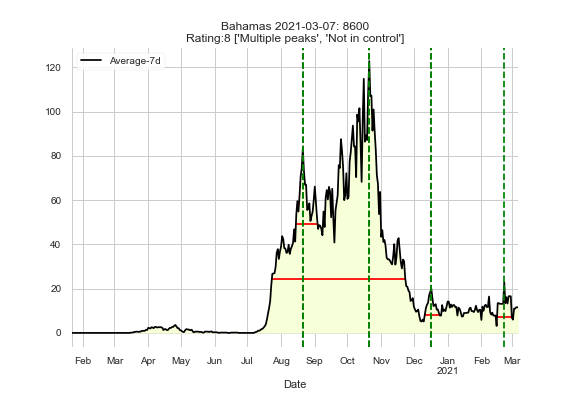 Bahamas 2021-03-07: 8600
Rating:8 ['Multiple peaks', 'Not in control']
Average-7d
120
100
80
60
40
20
0
Feb Mar Apr May Jun Jul Aug Sep Oct Nov Dec Jan Feb Mar
2021
Date